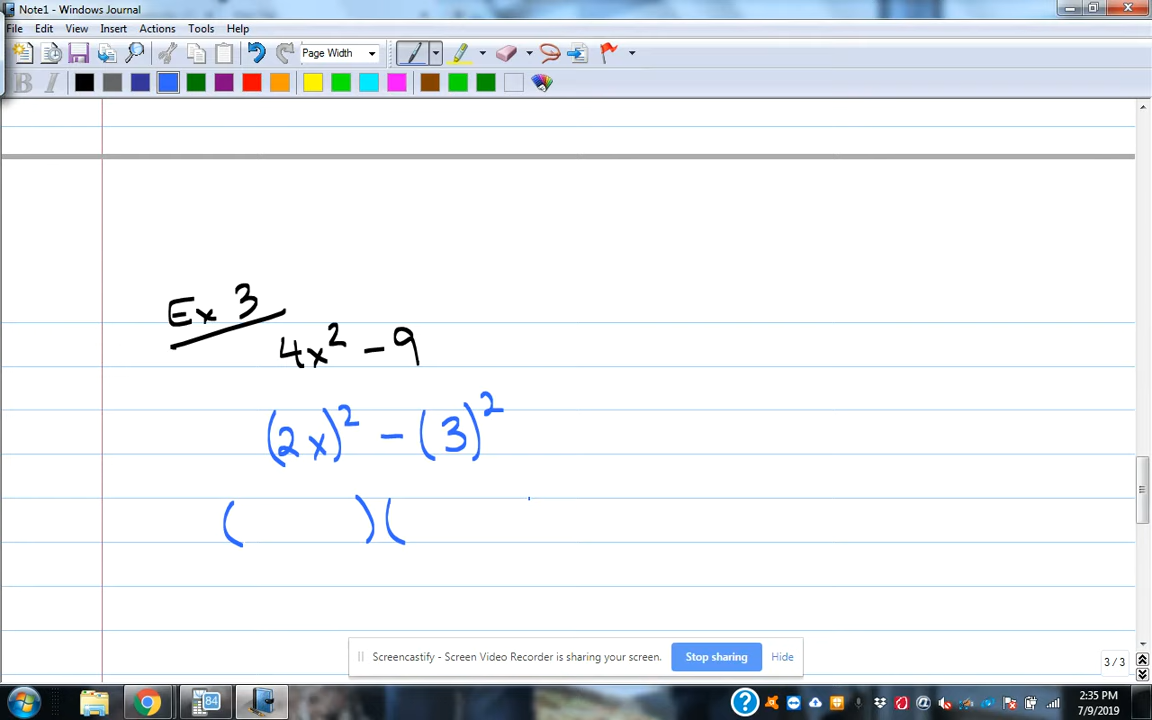 Note1 - Windows Journal
File Edit View Insert Actions Tools Help
Page Width
B I
Ex 3
4x² - 9
(2x)² - (3)²
( )(
Screencastify - Screen Video Recorder is sharing your screen. Stop sharing Hide
3 / 3
84
2:35 PM
7/9/2019